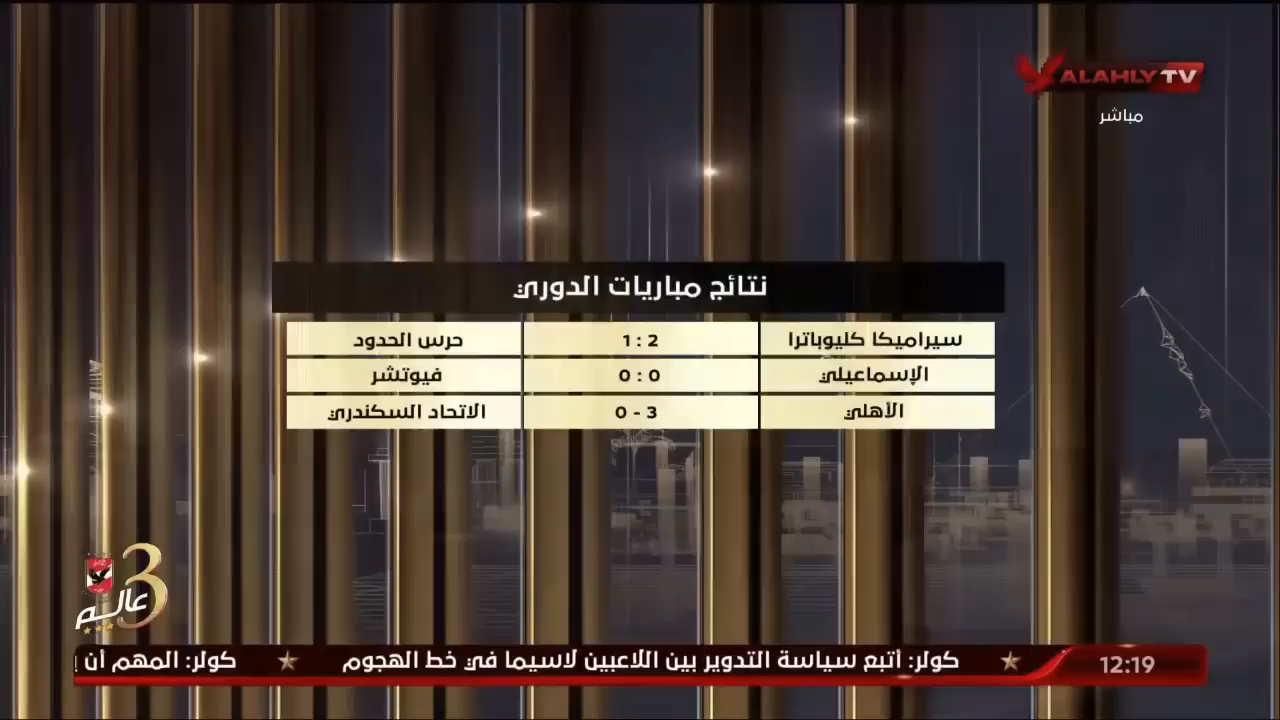 ALAHLY TV
مباشر
نتائج مباريات الدوري
سيراميكا كليوباترا 2 : 1 حرس الحدود
الإسماعيلي 0 : 0 فيوتشر
الأهلي 3 - 0 الاتحاد السكندري
3
عالم
12:19 كولر: أتبع سياسة التدوير بين اللاعبين لاسيما في خط الهجوم كولر: المهم أن